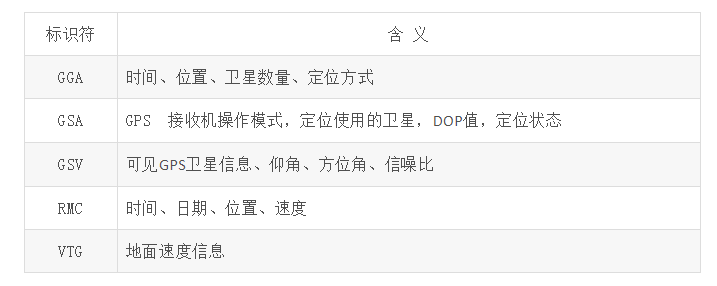 标识符 含 义
GGA 时间、位置、卫星数量、定位方式
GSA GPS 接收机操作模式，定位使用的卫星，DOP值，定位状态
GSV 可见GPS卫星信息、仰角、方位角、信噪比
RMC 时间、日期、位置、速度
VTG 地面速度信息